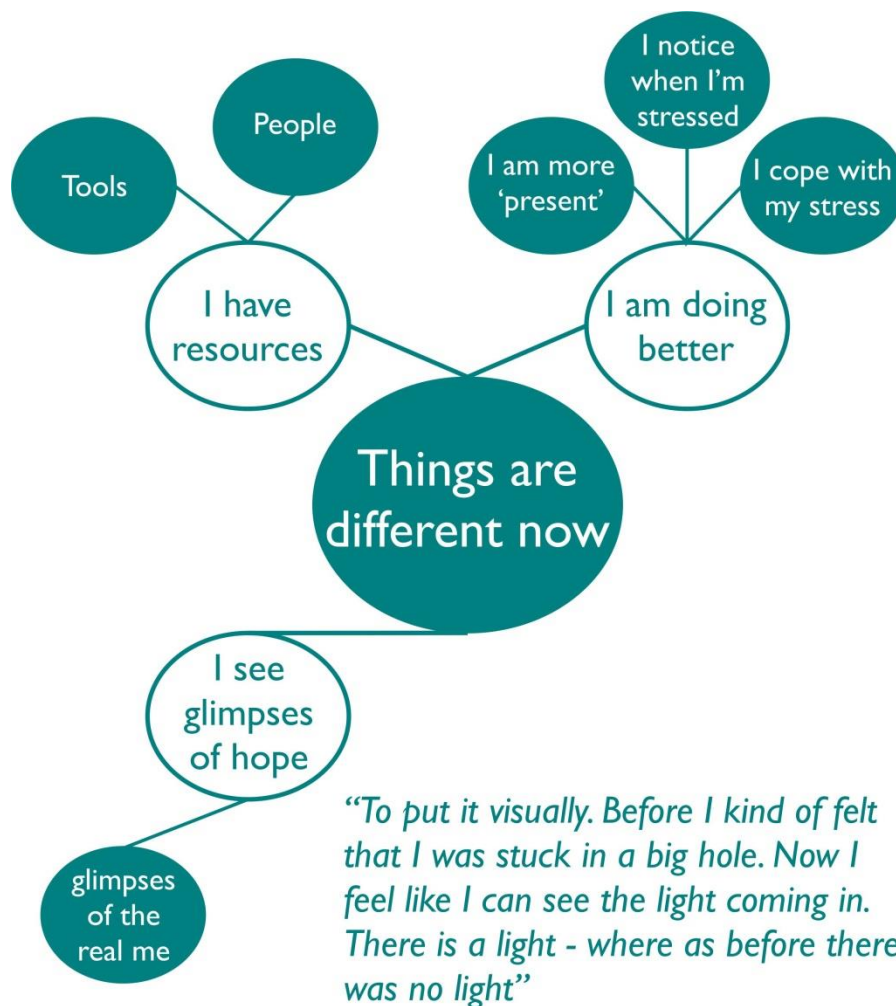 I notice
when I'm
stressed
People
I am more
‘present’
I cope with
my stress
Tools
I have
resources
I am doing
better
Things are
different now
I see
glimpses
of hope
glimpses
of the
real me
“To put it visually. Before I kind of felt
that I was stuck in a big hole. Now I
feel like I can see the light coming in.
There is a light - where as before there
was no light”